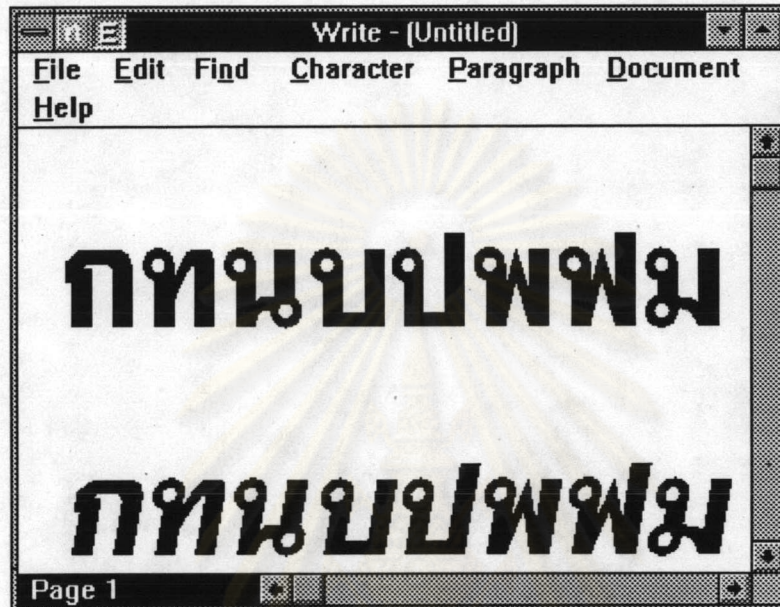 ก E Write - (Untitled)
File Edit Find Character Paragraph Document
Help
กทนบปพฟม
กทนบปพฟม
Page 1